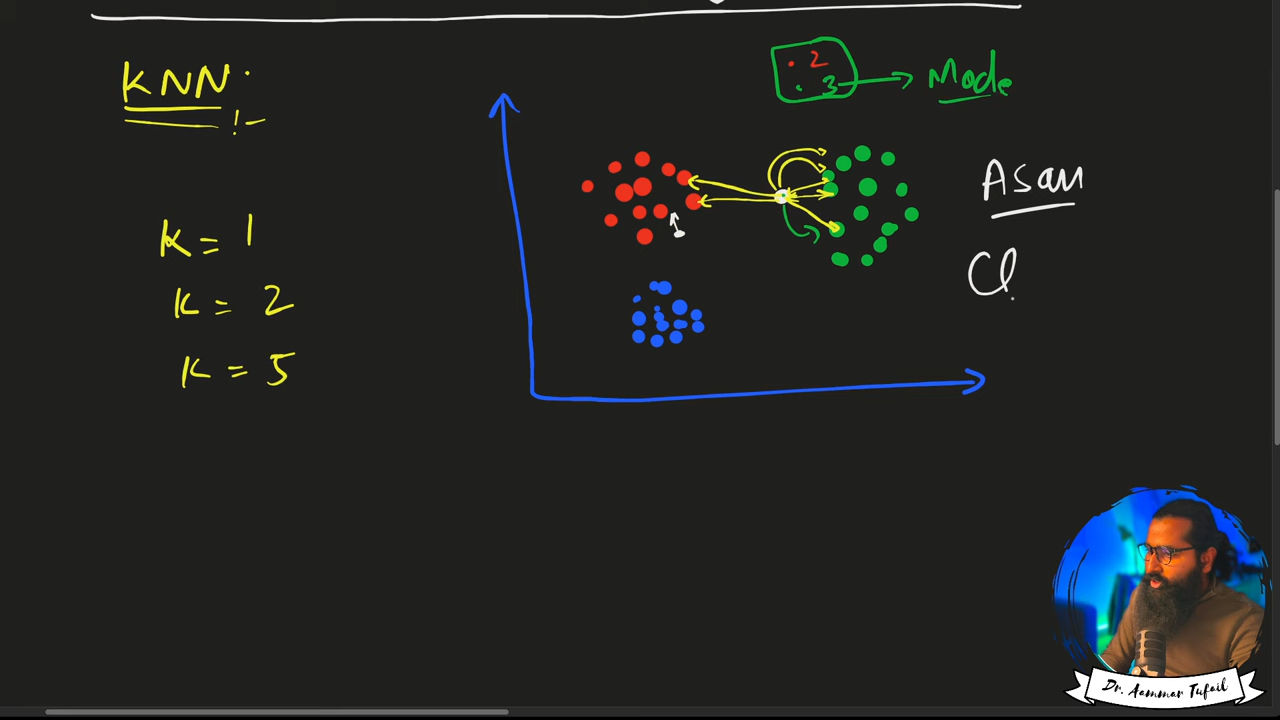 KNN
:-
K = 1
K = 2
K = 5
2
3 → Mode
Asan
Cl
Dr. Aammar Tufail